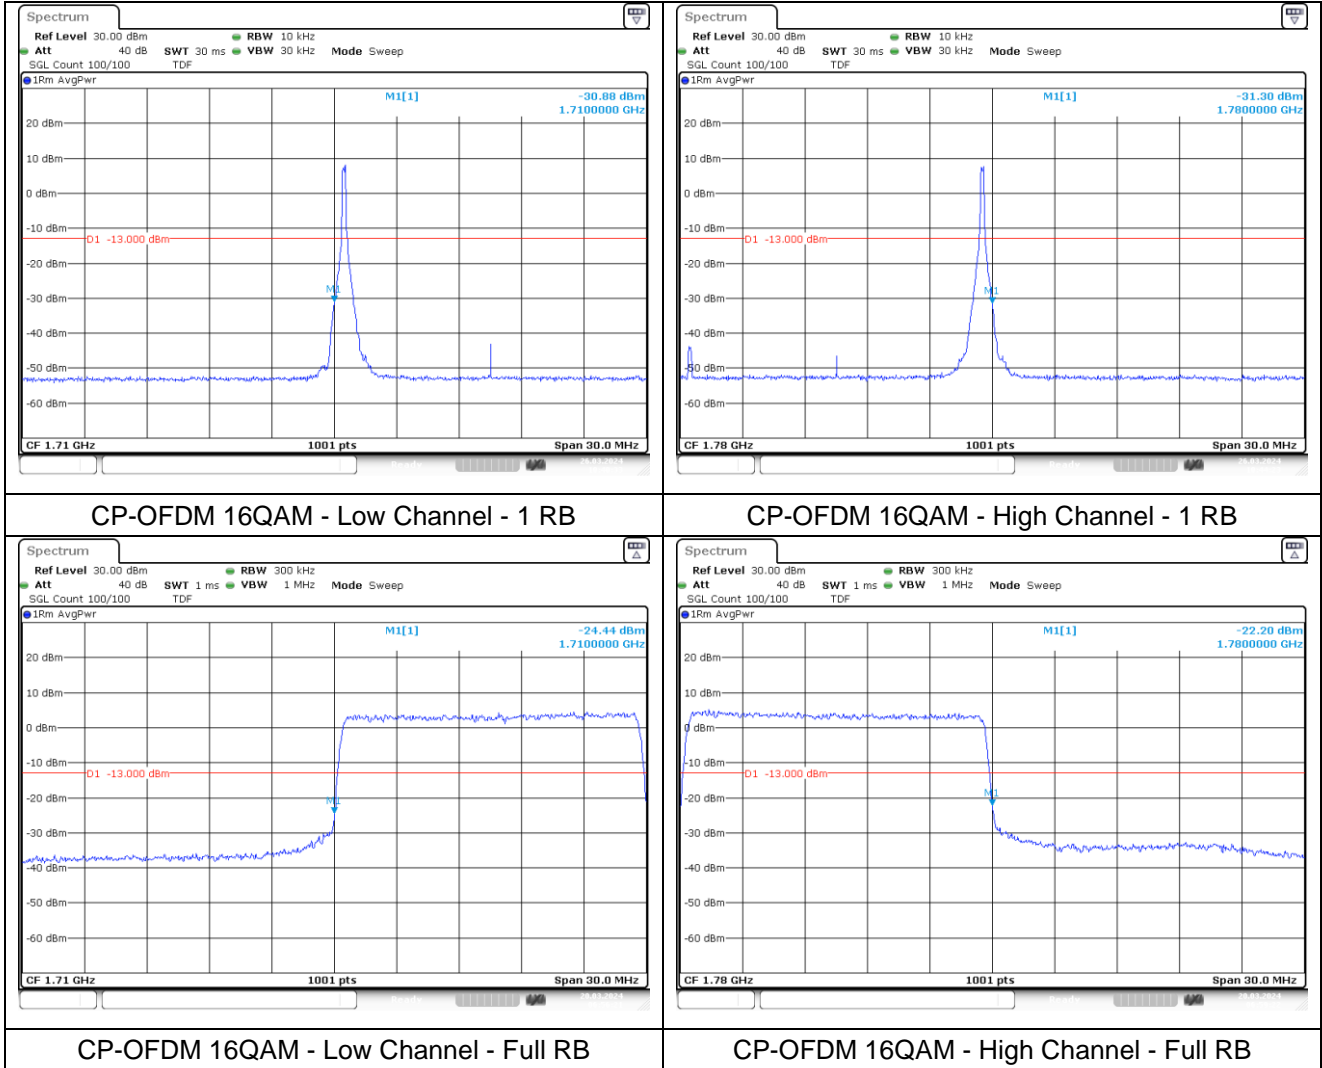 Spectrum
Ref Level 30.00 dBm RBW 10 kHz
Att 40 dB SWT 30 ms VBW 30 kHz Mode Sweep
SGL Count 100/100 TDF
1Rm AvgPwr
M1[1] -30.88 dBm
1.7100000 GHz
20 dBm
10 dBm
0 dBm
-10 dBm
D1 -13.000 dBm
-20 dBm
M1
-30 dBm
-40 dBm
-50 dBm
-60 dBm
CF 1.71 GHz 1001 pts Span 30.0 MHz
Ready
CP-OFDM 16QAM - Low Channel - 1 RB
Spectrum
Ref Level 30.00 dBm RBW 10 kHz
Att 40 dB SWT 30 ms VBW 30 kHz Mode Sweep
SGL Count 100/100 TDF
1Rm AvgPwr
M1[1] -31.30 dBm
1.7800000 GHz
20 dBm
10 dBm
0 dBm
-10 dBm
D1 -13.000 dBm
-20 dBm
M1
-30 dBm
-40 dBm
-50 dBm
-60 dBm
CF 1.78 GHz 1001 pts Span 30.0 MHz
Ready
CP-OFDM 16QAM - High Channel - 1 RB
Spectrum
Ref Level 30.00 dBm RBW 300 kHz
Att 40 dB SWT 1 ms VBW 1 MHz Mode Sweep
SGL Count 100/100 TDF
1Rm AvgPwr
M1[1] -24.44 dBm
1.7100000 GHz
20 dBm
10 dBm
0 dBm
-10 dBm
D1 -13.000 dBm
-20 dBm
M1
-30 dBm
-40 dBm
-50 dBm
-60 dBm
CF 1.71 GHz 1001 pts Span 30.0 MHz
Ready
CP-OFDM 16QAM - Low Channel - Full RB
Spectrum
Ref Level 30.00 dBm RBW 300 kHz
Att 40 dB SWT 1 ms VBW 1 MHz Mode Sweep
SGL Count 100/100 TDF
1Rm AvgPwr
M1[1] -22.20 dBm
1.7800000 GHz
20 dBm
10 dBm
0 dBm
-10 dBm
D1 -13.000 dBm
-20 dBm
M1
-30 dBm
-40 dBm
-50 dBm
-60 dBm
CF 1.78 GHz 1001 pts Span 30.0 MHz
Ready
CP-OFDM 16QAM - High Channel - Full RB